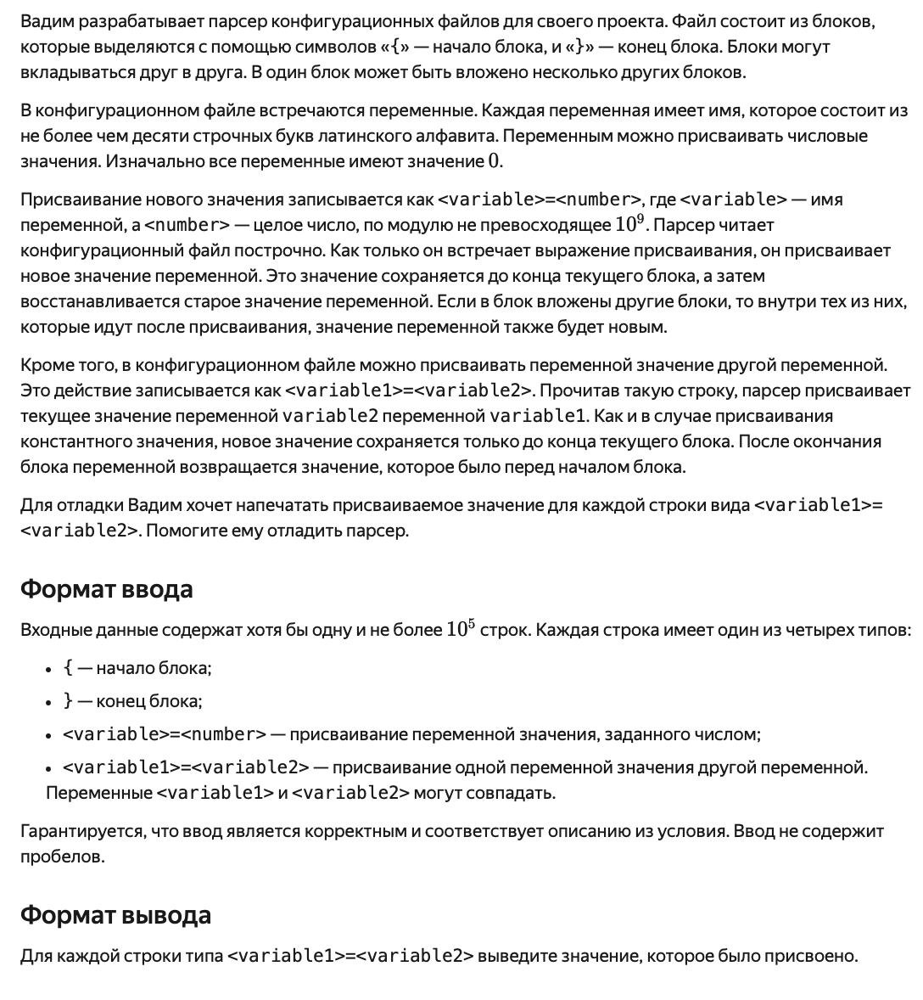 Вадим разрабатывает парсер конфигурационных файлов для своего проекта. Файл состоит из блоков,
которые выделяются с помощью символов «{» — начало блока, и «}» — конец блока. Блоки могут
вкладываться друг в друга. В один блок может быть вложено несколько других блоков.
В конфигурационном файле встречаются переменные. Каждая переменная имеет имя, которое состоит из
не более чем десяти строчных букв латинского алфавита. Переменным можно присваивать числовые
значения. Изначально все переменные имеют значение 0.
Присваивание нового значения записывается как <variable>=<number>, где <variable> — имя
переменной, а <number> — целое число, по модулю не превосходящее 10⁹. Парсер читает
конфигурационный файл построчно. Как только он встречает выражение присваивания, он присваивает
новое значение переменной. Это значение сохраняется до конца текущего блока, а затем
восстанавливается старое значение переменной. Если в блок вложены другие блоки, то внутри тех из них,
которые идут после присваивания, значение переменной также будет новым.
Кроме того, в конфигурационном файле можно присваивать переменной значение другой переменной.
Это действие записывается как <variable1>=<variable2>. Прочитав такую строку, парсер присваивает
текущее значение переменной variable2 переменной variable1. Как и в случае присваивания
константного значения, новое значение сохраняется только до конца текущего блока. После окончания
блока переменной возвращается значение, которое было перед началом блока.
Для отладки Вадим хочет напечатать присваиваемое значение для каждой строки вида <variable1>=
<variable2>. Помогите ему отладить парсер.
Формат ввода
Входные данные содержат хотя бы одну и не более 10⁵ строк. Каждая строка имеет один из четырех типов:
• { — начало блока;
• } — конец блока;
• <variable>=<number> — присваивание переменной значения, заданного числом;
• <variable1>=<variable2> — присваивание одной переменной значения другой переменной.
Переменные <variable1> и <variable2> могут совпадать.
Гарантируется, что ввод является корректным и соответствует описанию из условия. Ввод не содержит
пробелов.
Формат вывода
Для каждой строки типа <variable1>=<variable2> выведите значение, которое было присвоено.